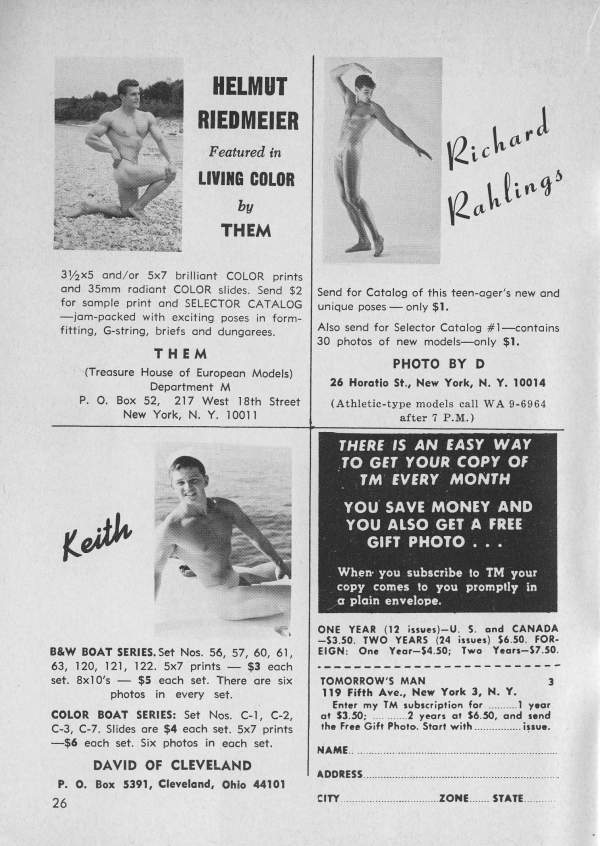 HELMUT
RIEDMEIER
Featured in
LIVING COLOR
by
THEM
3½x5 and/or 5x7 brilliant COLOR prints
and 35mm radiant COLOR slides. Send $2
for sample print and SELECTOR CATALOG
—jam-packed with exciting poses in form-
fitting, G-string, briefs and dungarees.
THEM
(Treasure House of European Models)
Department M
P. O. Box 52, 217 West 18th Street
New York, N. Y. 10011
Richard
Rahlings
Send for Catalog of this teen-ager's new and
unique poses — only $1.
Also send for Selector Catalog #1—contains
30 photos of new models—only $1.
PHOTO BY D
26 Horatio St., New York, N. Y. 10014
(Athletic-type models call WA 9-6964
after 7 P.M.)
Keith
B&W BOAT SERIES. Set Nos. 56, 57, 60, 61,
63, 120, 121, 122. 5x7 prints — $3 each
set. 8x10's — $5 each set. There are six
photos in every set.
COLOR BOAT SERIES: Set Nos. C-1, C-2,
C-3, C-7. Slides are $4 each set. 5x7 prints
—$6 each set. Six photos in each set.
DAVID OF CLEVELAND
P. O. Box 5391, Cleveland, Ohio 44101
26
THERE IS AN EASY WAY
TO GET YOUR COPY OF
TM EVERY MONTH
YOU SAVE MONEY AND
YOU ALSO GET A FREE
GIFT PHOTO . . .
When you subscribe to TM your
copy comes to you promptly in
a plain envelope.
ONE YEAR (12 issues)—U. S. and CANADA
—$3.50. TWO YEARS (24 issues) $6.50. FOR-
EIGN: One Year—$4.50; Two Years—$7.50.
TOMORROW'S MAN 3
119 Fifth Ave., New York 3, N. Y.
Enter my TM subscription for ..........1 year
at $3.50; ..........2 years at $6.50, and send
the Free Gift Photo. Start with................issue.
NAME
ADDRESS
CITY ZONE STATE